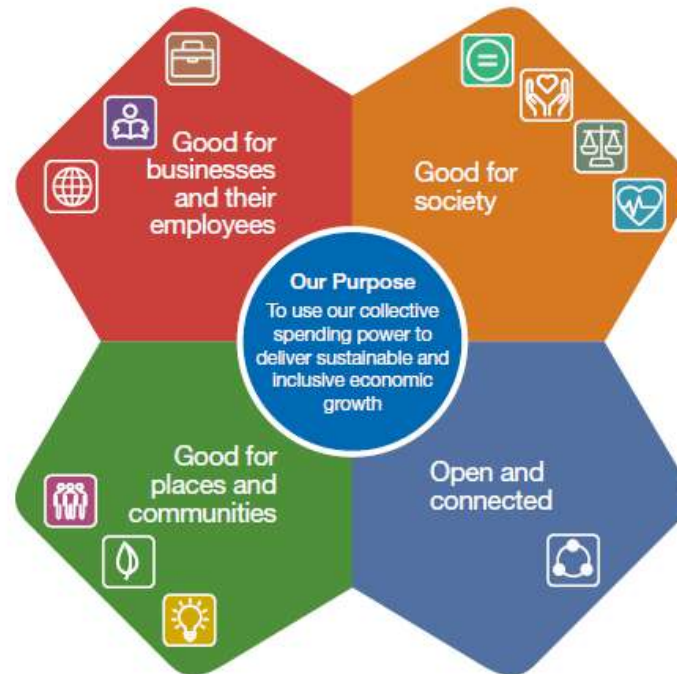 Good for
businesses
and their
employees
Good for
society
Our Purpose
To use our collective
spending power to
deliver sustainable and
inclusive economic
growth
Good for
places and
communities
Open and
connected